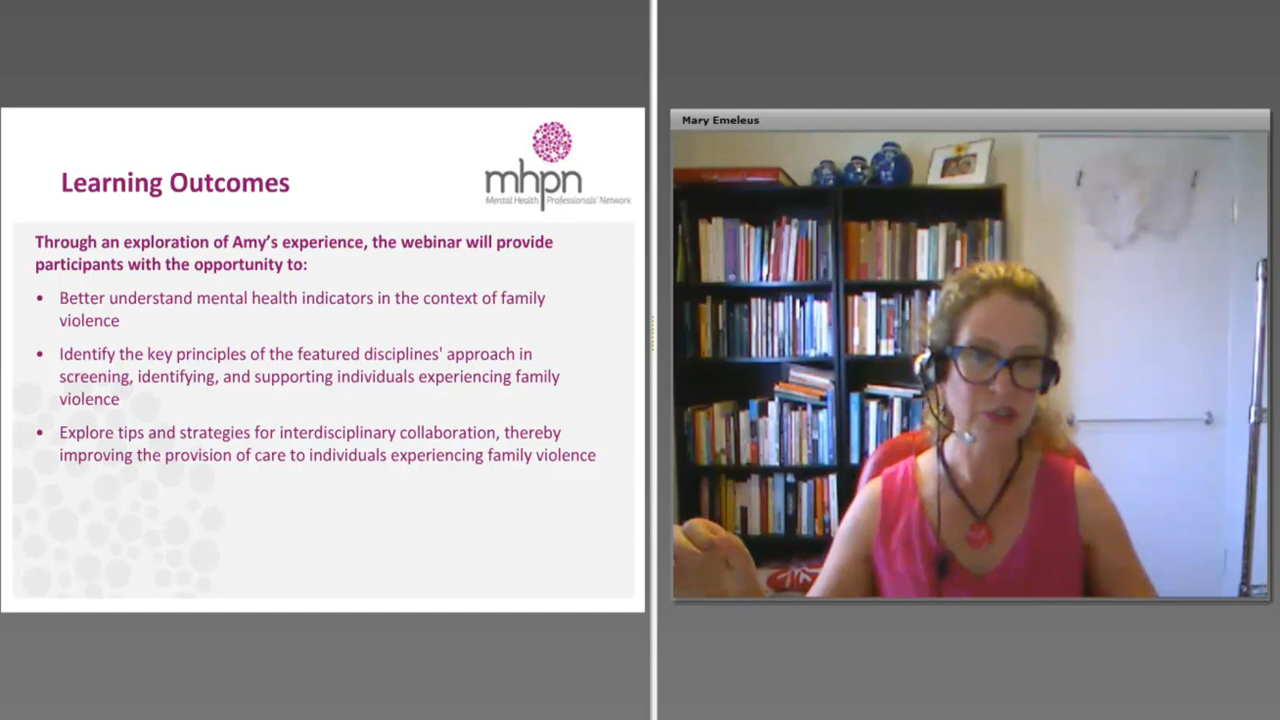 Learning Outcomes
mhpn
Mental Health Professionals' Network
Through an exploration of Amy's experience, the webinar will provide
participants with the opportunity to:
• Better understand mental health indicators in the context of family
violence
• Identify the key principles of the featured disciplines' approach in
screening, identifying, and supporting individuals experiencing family
violence
• Explore tips and strategies for interdisciplinary collaboration, thereby
improving the provision of care to individuals experiencing family violence
Mary Emeleus